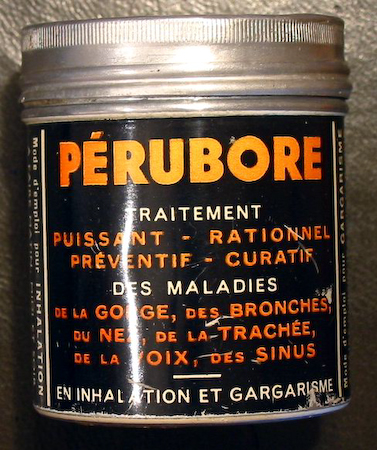 PÉRUBORE
TRAITEMENT
PUISSANT - RATIONNEL
PRÉVENTIF - CURATIF
DES MALADIES
DE LA GORGE, DES BRONCHES,
DU NEZ, DE LA TRACHÉE,
DE LA VOIX, DES SINUS
EN INHALATION ET GARGARISME
Mode d'emploi pour INHALATION
Mode d'emploi pour GARGARISME